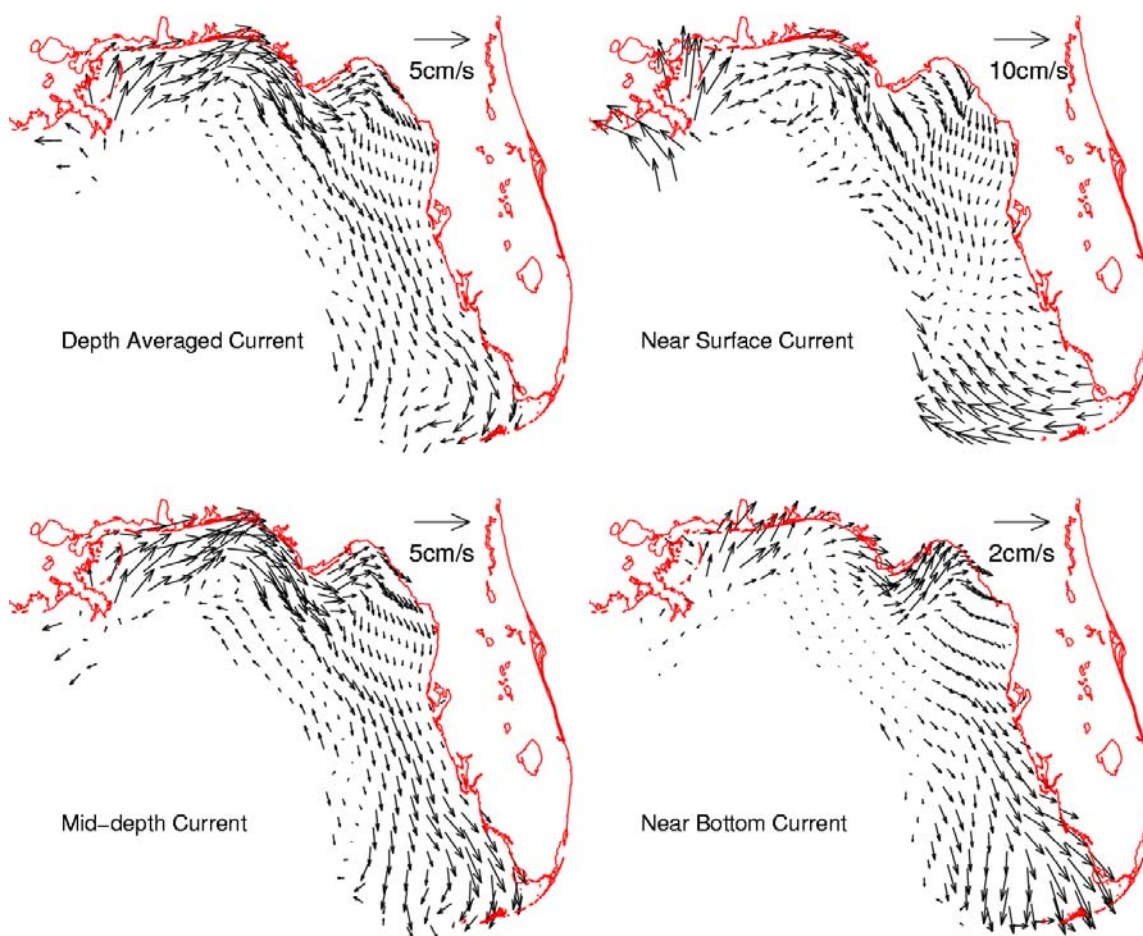 5cm/s
10cm/s
Depth Averaged Current
Near Surface Current
5cm/s
2cm/s
Mid-depth Current
Near Bottom Current